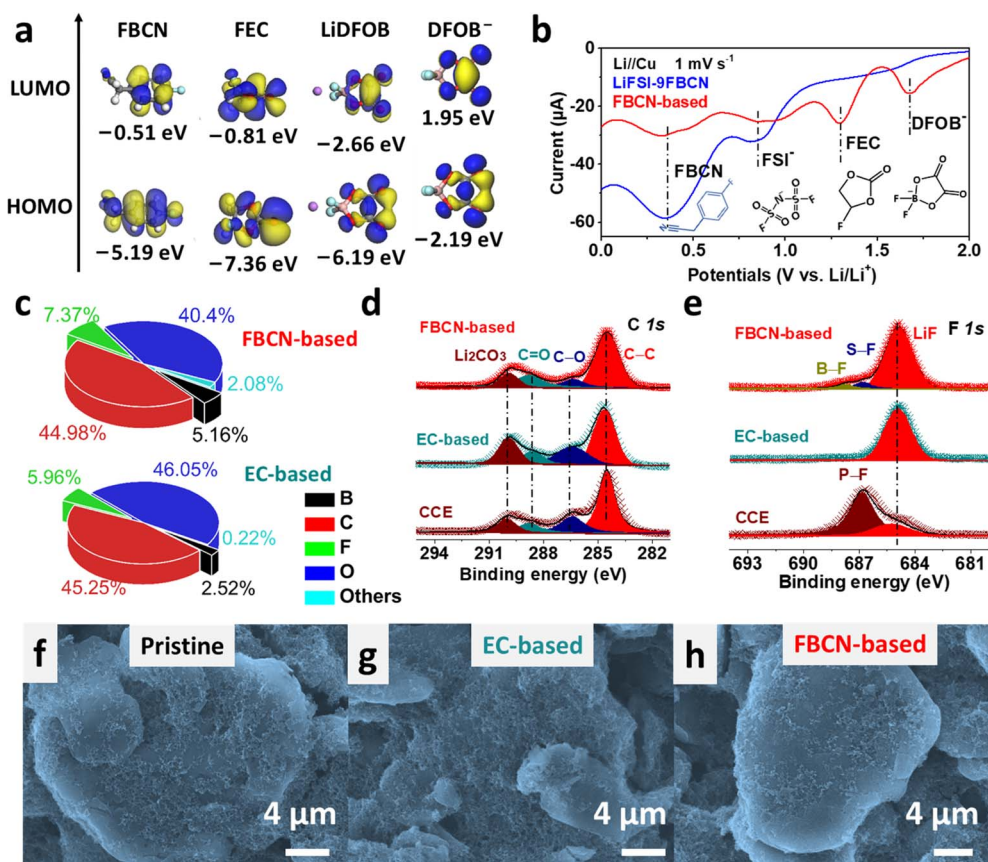 a
FBCN FEC LiDFOB DFOB⁻
LUMO
−0.51 eV −0.81 eV −2.66 eV 1.95 eV
HOMO
−5.19 eV −7.36 eV −6.19 eV −2.19 eV
b
Li//Cu 1 mV s⁻¹
LiFSI-9FBCN
FBCN-based
0
-20
-40
-60
Current (μA)
FBCN
FSI⁻
FEC
DFOB⁻
N
F
F
O
S
O
N
O
S
O
F
O
O
O
F
O
O
B
O
O
F
F
0.0 0.5 1.0 1.5 2.0
Potentials (V vs. Li/Li⁺)
c
7.37%
40.4%
FBCN-based
2.08%
44.98%
5.16%
5.96%
46.05%
EC-based
0.22%
45.25%
2.52%
B
C
F
O
Others
d
C 1s
FBCN-based
Li₂CO₃ C=O C−O C−C
EC-based
CCE
294 291 288 284 281
Binding energy (eV)
e
F 1s
FBCN-based
S−F
LiF
B−F
EC-based
P−F
CCE
693 690 687 684 681
Binding energy (eV)
f
Pristine
4 μm
g
EC-based
4 μm
h
FBCN-based
4 μm